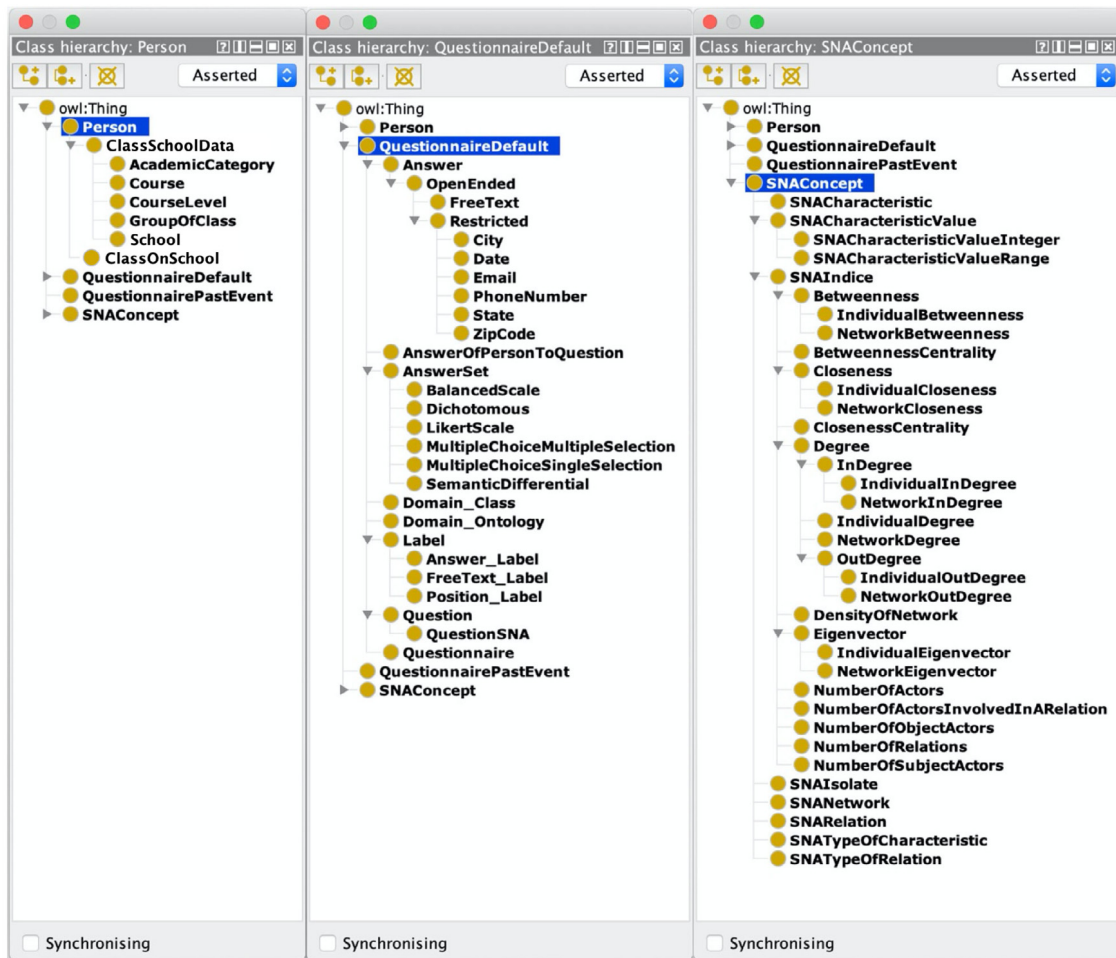 Class hierarchy: Person
Asserted
owl:Thing
Person
ClassSchoolData
AcademicCategory
Course
CourseLevel
GroupOfClass
School
ClassOnSchool
QuestionnaireDefault
QuestionnairePastEvent
SNAConcept
Synchronising
Class hierarchy: QuestionnaireDefault
Asserted
owl:Thing
Person
QuestionnaireDefault
Answer
OpenEnded
FreeText
Restricted
City
Date
Email
PhoneNumber
State
ZipCode
AnswerOfPersonToQuestion
AnswerSet
BalancedScale
Dichotomous
LikertScale
MultipleChoiceMultipleSelection
MultipleChoiceSingleSelection
SemanticDifferential
Domain_Class
Domain_Ontology
Label
Answer_Label
FreeText_Label
Position_Label
Question
QuestionSNA
Questionnaire
QuestionnairePastEvent
SNAConcept
Synchronising
Class hierarchy: SNAConcept
Asserted
owl:Thing
Person
QuestionnaireDefault
QuestionnairePastEvent
SNAConcept
SNACharacteristic
SNACharacteristicValue
SNACharacteristicValueInteger
SNACharacteristicValueRange
SNAIndice
Betweenness
IndividualBetweenness
NetworkBetweenness
BetweennessCentrality
Closeness
IndividualCloseness
NetworkCloseness
ClosenessCentrality
Degree
InDegree
IndividualInDegree
NetworkInDegree
IndividualDegree
NetworkDegree
OutDegree
IndividualOutDegree
NetworkOutDegree
DensityOfNetwork
Eigenvector
IndividualEigenvector
NetworkEigenvector
NumberOfActors
NumberOfActorsInvolvedInARelation
NumberOfObjectActors
NumberOfRelations
NumberOfSubjectActors
SNAIsolate
SNANetwork
SNARelation
SNATypeOfCharacteristic
SNATypeOfRelation
Synchronising